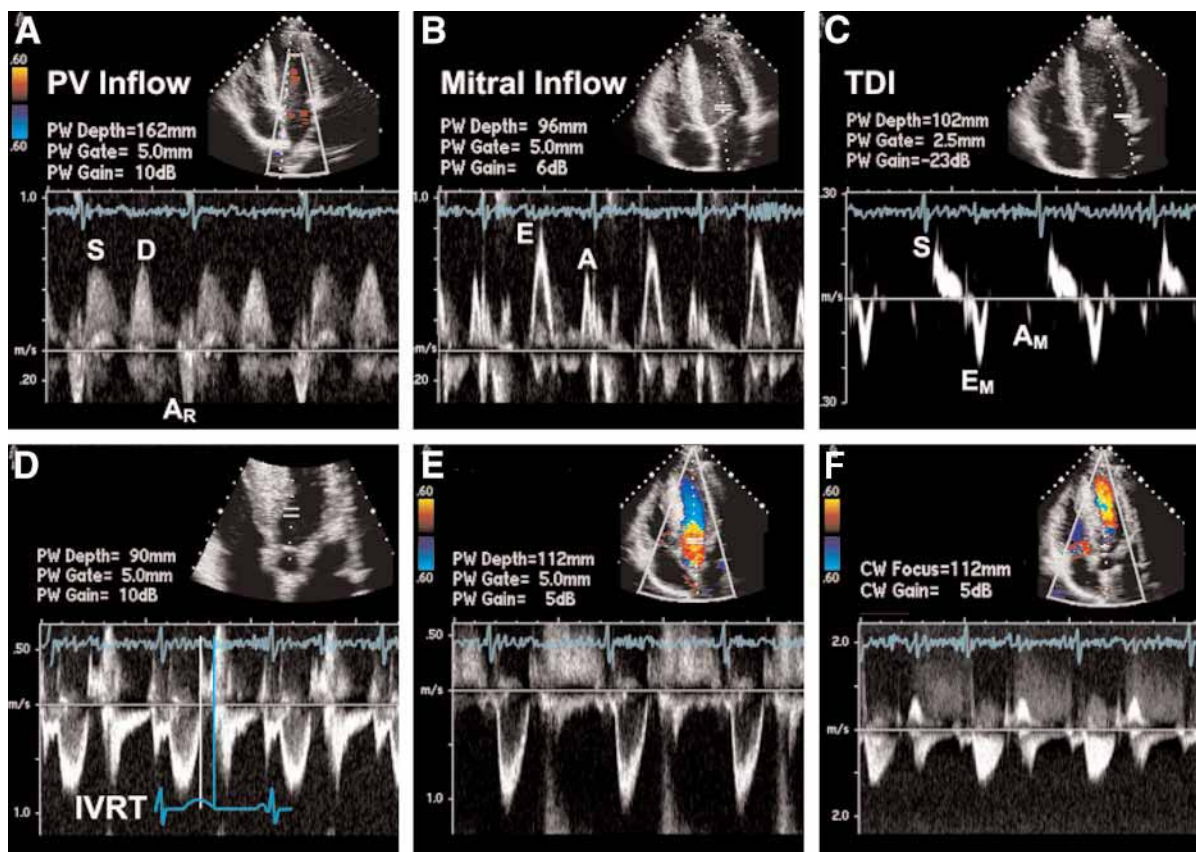 A
PV Inflow
.60
.60
PW Depth=162mm
PW Gate= 5.0mm
PW Gain= 10dB
1.0
S D
m/s
.20
AR
B
Mitral Inflow
PW Depth= 96mm
PW Gate= 5.0mm
PW Gain= 6dB
1.0
E
A
m/s
.20
C
TDI
PW Depth=102mm
PW Gate= 2.5mm
PW Gain=-23dB
.30
S
m/s
AM
EM
.30
D
PW Depth= 90mm
PW Gate= 5.0mm
PW Gain= 10dB
.50
m/s
IVRT
1.0
E
.60
.60
PW Depth=112mm
PW Gate= 5.0mm
PW Gain= 5dB
.50
m/s
1.0
F
.60
.60
CW Focus=112mm
CW Gain= 5dB
2.0
m/s
2.0